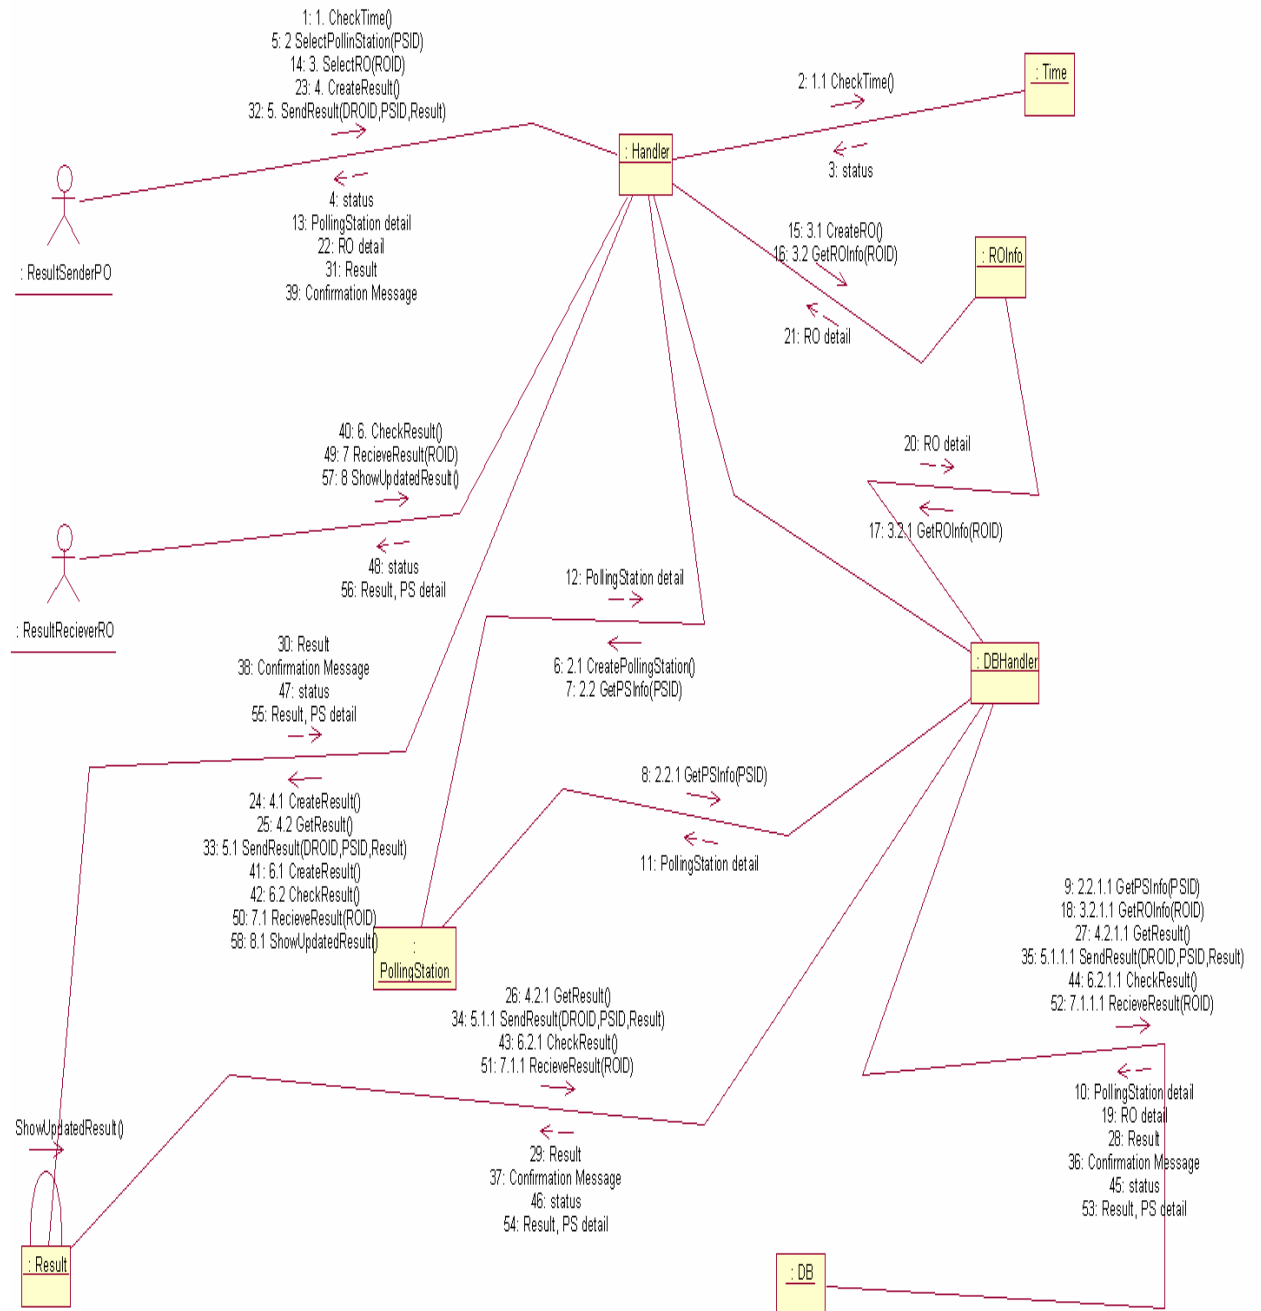 1: 1. CheckTime()
5: 2 SelectPollinStation(PSID)
14: 3. SelectRO(ROID)
23: 4. CreateResult()
32: 5. SendResult(DROID,PSID,Result)
4: status
13: PollingStation detail
22: RO detail
31: Result
39: Confirmation Message
: ResultSenderPO
: Handler
2: 1.1 CheckTime()
3: status
: Time
15: 3.1 CreateRO()
16: 3.2 GetROInfo(ROID)
21: RO detail
: ROInfo
20: RO detail
17: 3.2.1 GetROInfo(ROID)
40: 6. CheckResult()
49: 7 RecieveResult(ROID)
57: 8 ShowUpdatedResult()
48: status
56: Result, PS detail
: ResultRecieverRO
12: PollingStation detail
6: 2.1 CreatePollingStation()
7: 2.2 GetPSInfo(PSID)
: DBHandler
30: Result
38: Confirmation Message
47: status
55: Result, PS detail
24: 4.1 CreateResult()
25: 4.2 GetResult()
33: 5.1 SendResult(DROID,PSID,Result)
41: 6.1 CreateResult()
42: 6.2 CheckResult()
50: 7.1 RecieveResult(ROID)
58: 8.1 ShowUpdatedResult()
8: 2.2.1 GetPSInfo(PSID)
11: PollingStation detail
:
PollingStation
9: 2.2.1.1 GetPSInfo(PSID)
18: 3.2.1.1 GetROInfo(ROID)
27: 4.2.1.1 GetResult()
35: 5.1.1.1 SendResult(DROID,PSID,Result)
44: 6.2.1.1 CheckResult()
52: 7.1.1.1 RecieveResult(ROID)
10: PollingStation detail
19: RO detail
28: Result
36: Confirmation Message
45: status
53: Result, PS detail
26: 4.2.1 GetResult()
34: 5.1.1 SendResult(DROID,PSID,Result)
43: 6.2.1 CheckResult()
51: 7.1.1 RecieveResult(ROID)
29: Result
37: Confirmation Message
46: status
54: Result, PS detail
ShowUpdatedResult()
: Result
: DB